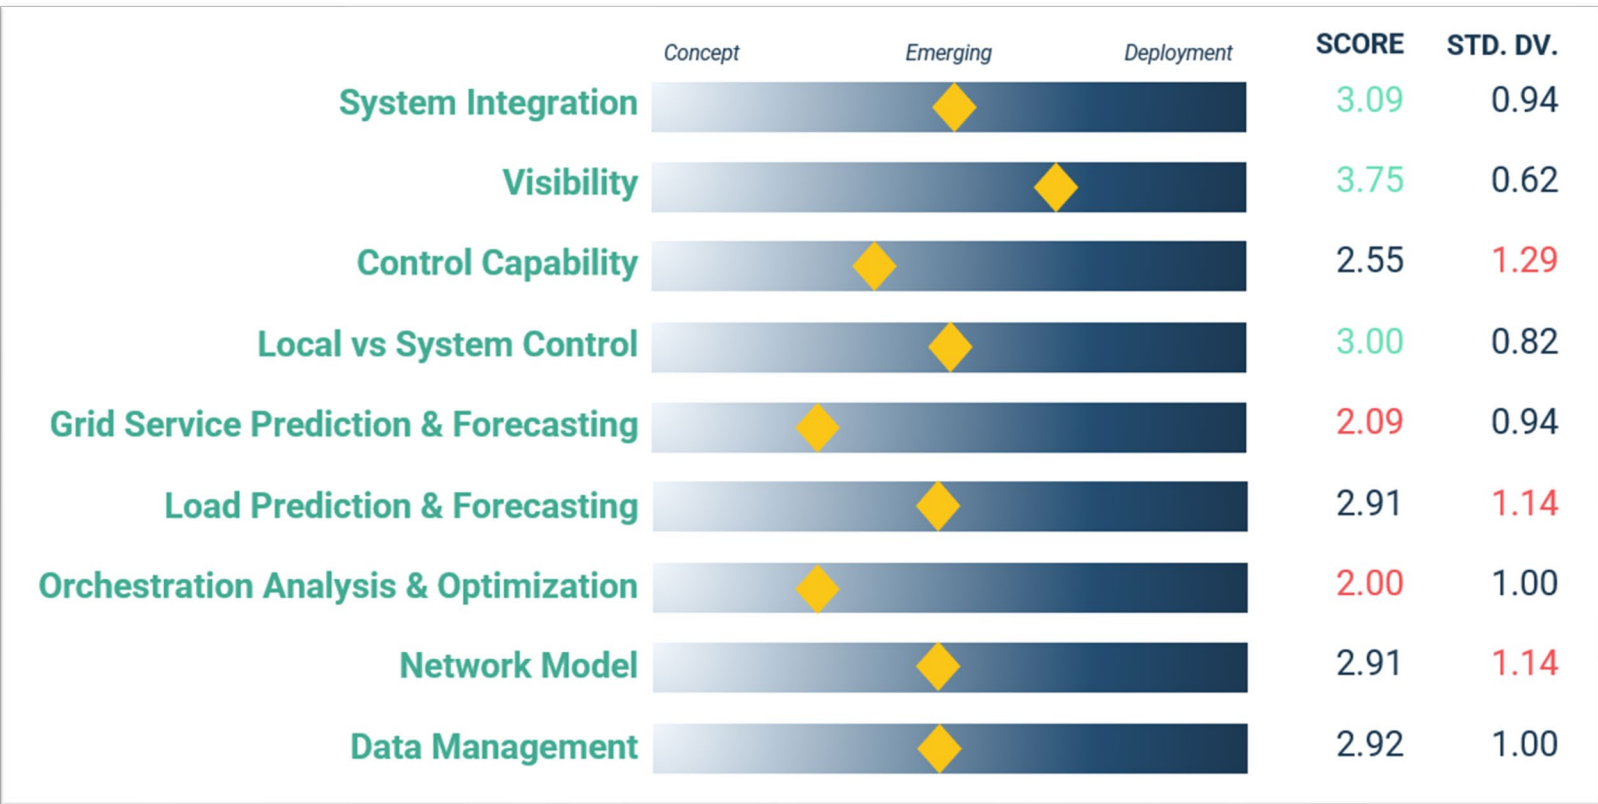 Concept Emerging Deployment SCORE STD. DV.
System Integration 3.09 0.94
Visibility 3.75 0.62
Control Capability 2.55 1.29
Local vs System Control 3.00 0.82
Grid Service Prediction & Forecasting 2.09 0.94
Load Prediction & Forecasting 2.91 1.14
Orchestration Analysis & Optimization 2.00 1.00
Network Model 2.91 1.14
Data Management 2.92 1.00